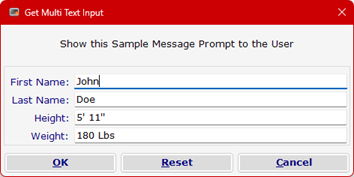 Get Multi Text Input
Show this Sample Message Prompt to the User
First Name: John
Last Name: Doe
Height: 5' 11"
Weight: 180 Lbs
OK Reset Cancel